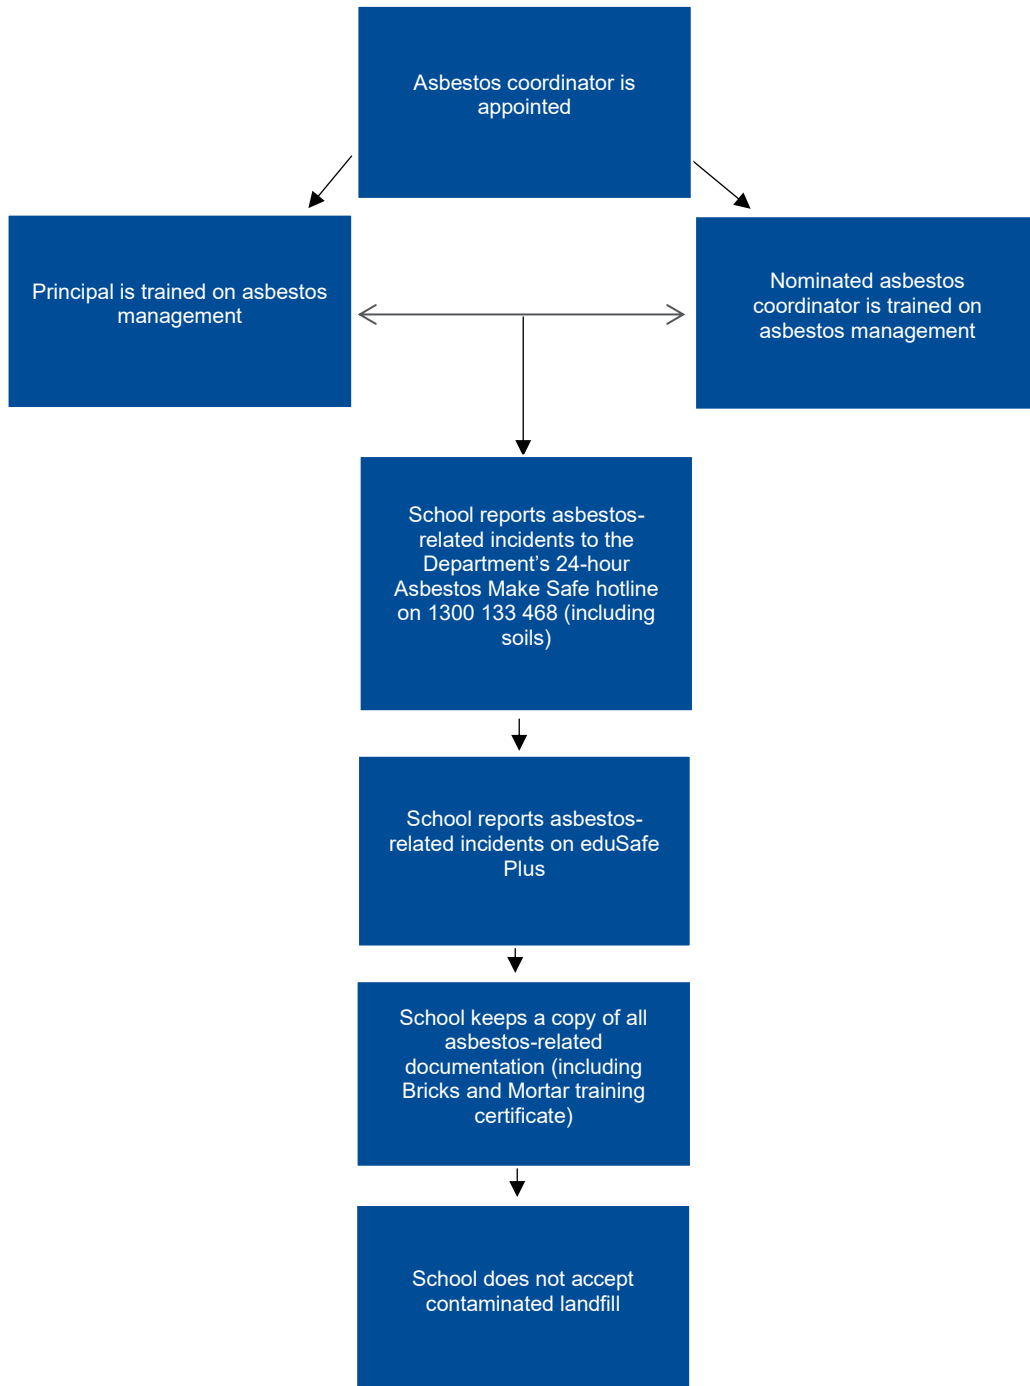 Asbestos coordinator is
appointed
Principal is trained on asbestos
management
Nominated asbestos
coordinator is trained on
asbestos management
School reports asbestos-
related incidents to the
Department’s 24-hour
Asbestos Make Safe hotline
on 1300 133 468 (including
soils)
School reports asbestos-
related incidents on eduSafe
Plus
School keeps a copy of all
asbestos-related
documentation (including
Bricks and Mortar training
certificate)
School does not accept
contaminated landfill